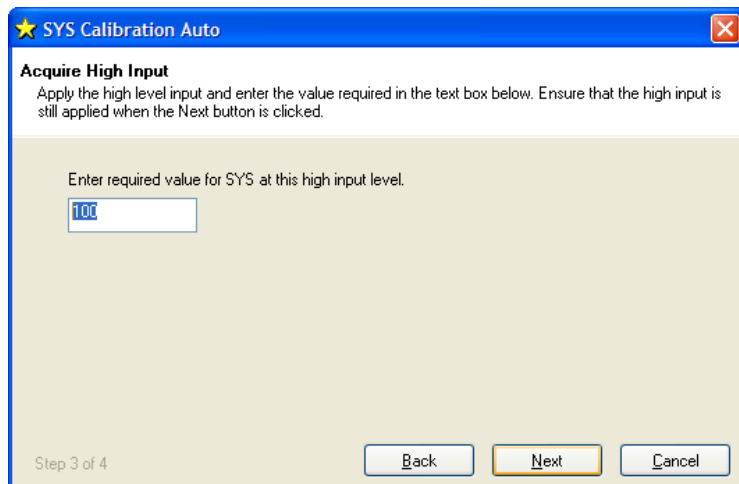 SYS Calibration Auto
Acquire High Input
Apply the high level input and enter the value required in the text box below. Ensure that the high input is
still applied when the Next button is clicked.
Enter required value for SYS at this high input level.
100
Step 3 of 4
Back
Next
Cancel